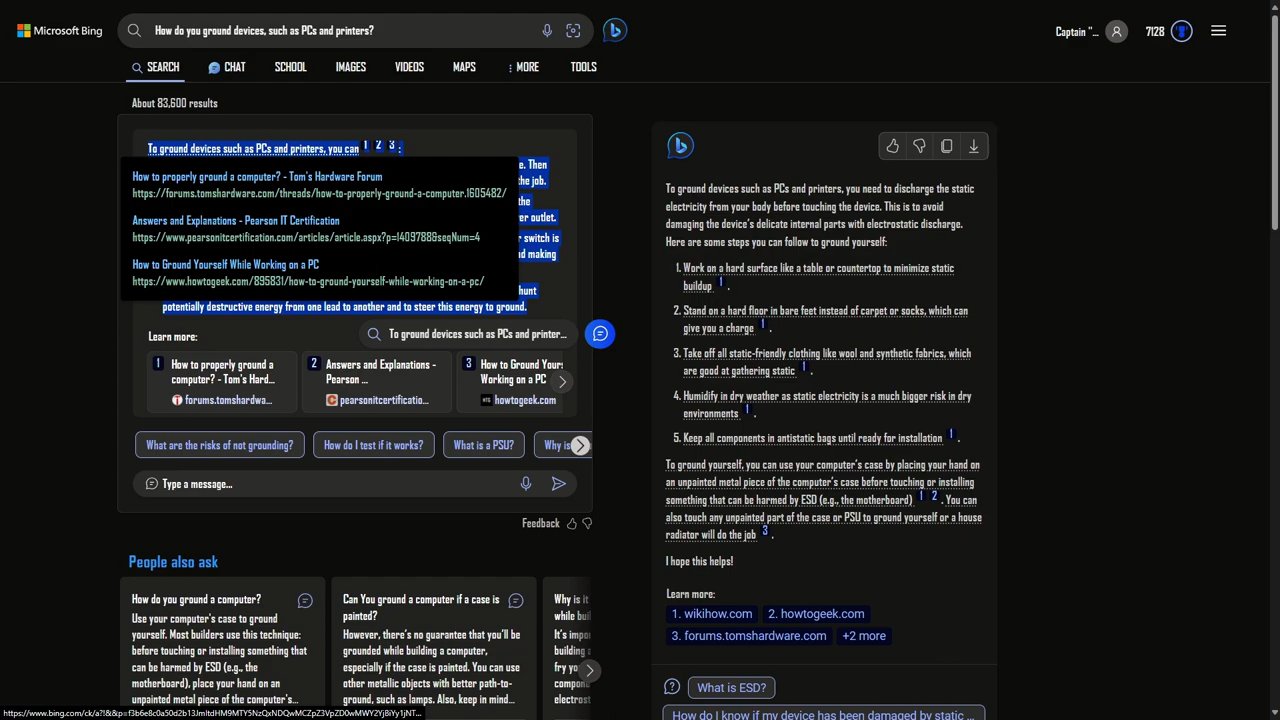 Microsoft Bing
How do you ground devices, such as PCs and printers?
Captain "...
7128
SEARCH
CHAT
SCHOOL
IMAGES
VIDEOS
MAPS
MORE
TOOLS
About 83,600 results
To ground devices such as PCs and printers, you can 1 2 3 :
e. Then
the job.
the
er outlet.
r switch is
d making
hunt
potentially destructive energy from one lead to another and to steer this energy to ground.
How to properly ground a computer? - Tom's Hardware Forum
https://forums.tomshardware.com/threads/how-to-properly-ground-a-computer.1605482/
Answers and Explanations - Pearson IT Certification
https://www.pearsonitcertification.com/articles/article.aspx?p=1409788&seqNum=4
How to Ground Yourself While Working on a PC
https://www.howtogeek.com/895831/how-to-ground-yourself-while-working-on-a-pc/
Learn more:
To ground devices such as PCs and printer...
1 How to properly ground a
computer? - Tom's Hard...
forums.tomshardwa...
2 Answers and Explanations -
Pearson ...
pearsonitcertificatio...
3 How to Ground Your
Working on a PC
howtogeek.com
What are the risks of not grounding?
How do I test if it works?
What is a PSU?
Why is
Type a message...
Feedback
People also ask
How do you ground a computer?
Use your computer's case to ground
yourself. Most builders use this technique:
before touching or installing something
that can be harmed by ESD (e.g., the
motherboard), place your hand on an
unpainted metal piece of the computer's...
Can You ground a computer if a case is
painted?
However, there's no guarantee that you'll be
grounded while building a computer,
especially if the case is painted. You can use
other metallic objects with better path-to-
ground, such as lamps. Also, keep in mind...
Why is it
while bui
It's impor
building a
fry yo
compone
electrost
To ground devices such as PCs and printers, you need to discharge the static
electricity from your body before touching the device. This is to avoid
damaging the device's delicate internal parts with electrostatic discharge.
Here are some steps you can follow to ground yourself:
1. Work on a hard surface like a table or countertop to minimize static
buildup 1 .
2. Stand on a hard floor in bare feet instead of carpet or socks, which can
give you a charge 1 .
3. Take off all static-friendly clothing like wool and synthetic fabrics, which
are good at gathering static 1 .
4. Humidify in dry weather as static electricity is a much bigger risk in dry
environments 1 .
5. Keep all components in antistatic bags until ready for installation 1 .
To ground yourself, you can use your computer's case by placing your hand on
an unpainted metal piece of the computer's case before touching or installing
something that can be harmed by ESD (e.g., the motherboard) 1 2 . You can
also touch any unpainted part of the case or PSU to ground yourself or a house
radiator will do the job 3 .
I hope this helps!
Learn more:
1. wikihow.com
2. howtogeek.com
3. forums.tomshardware.com
+2 more
What is ESD?
How do I know if my device has been damaged by static ...